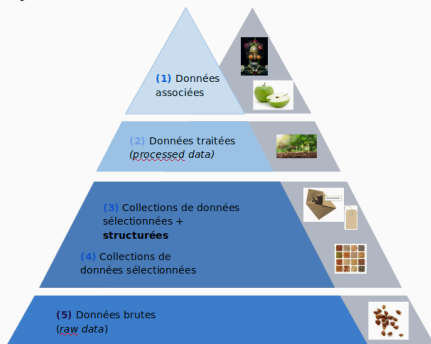 (1) Données
associées
(2) Données traitées
(processed data)
(3) Collections de données
sélectionnées +
structurées
(4) Collections de
données sélectionnées
(5) Données brutes
(raw data)